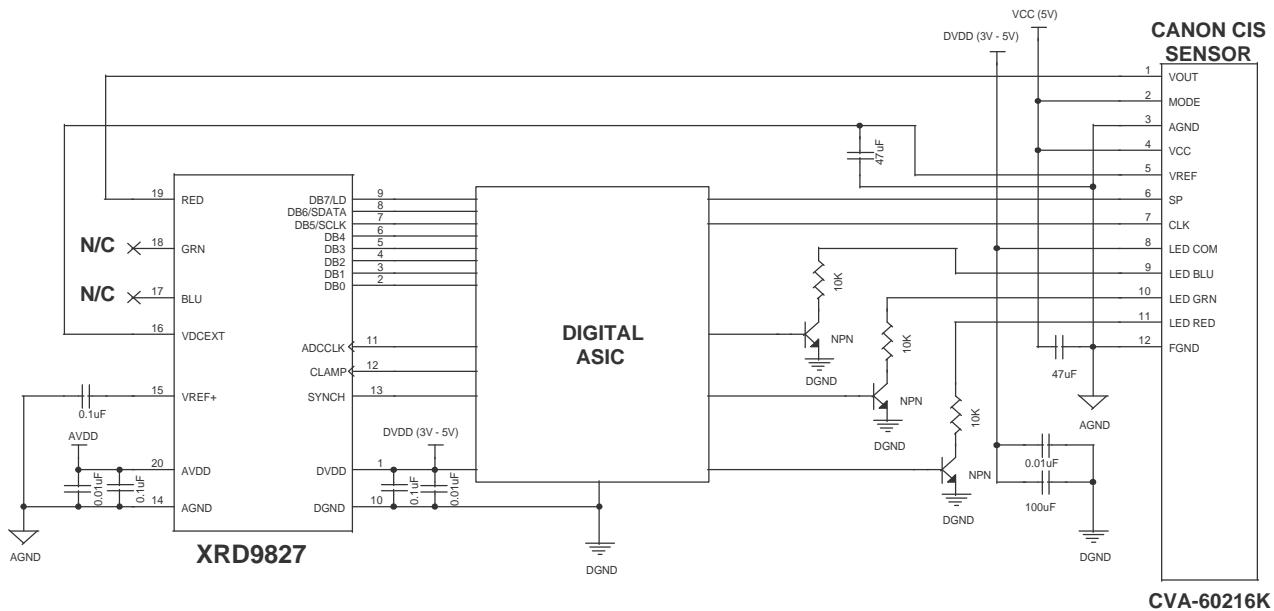 VCC (5V)
DVDD (3V - 5V)
CANON CIS
SENSOR
1 VOUT
2 MODE
3 AGND
4 VCC
5 VREF
6 SP
7 CLK
8 LED COM
9 LED BLU
10 LED GRN
11 LED RED
12 FGND
47uF
19 RED
N/C 18 GRN
N/C 17 BLU
16 VDCEXT
15 VREF+
0.1uF
AVDD
20 AVDD
0.01uF
0.1uF
14 AGND
AGND
DB7/LD 9
DB6/SDATA 8
DB5/SCLK 7
DB4 6
DB3 5
DB2 4
DB1 3
DB0 2
ADCCLK 11
CLAMP 12
SYNCH 13
DVDD (3V - 5V)
DVDD 1
0.1uF
0.01uF
DGND 10
XRD9827
DIGITAL
ASIC
DGND
10K
NPN
DGND
10K
NPN
DGND
10K
NPN
DGND
47uF
AGND
0.01uF
100uF
DGND
CVA-60216K